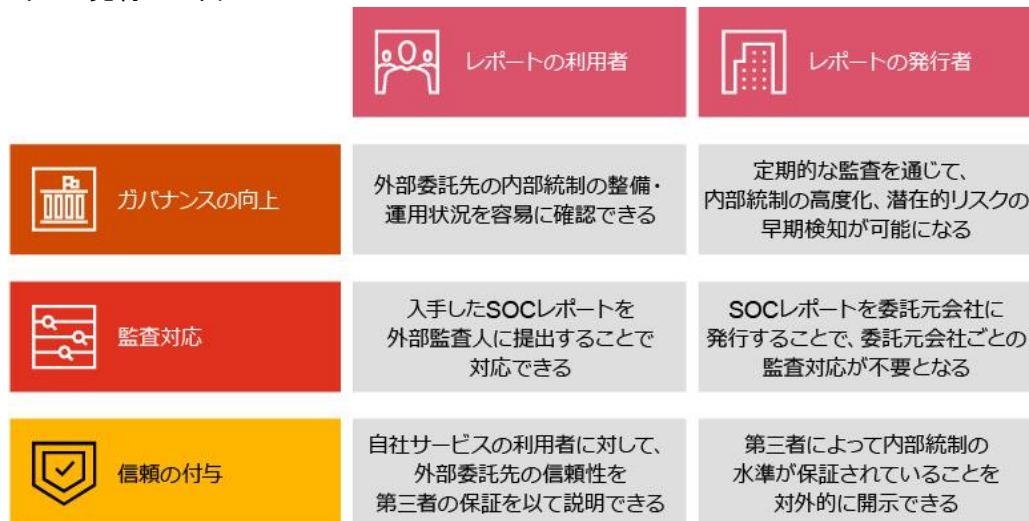 レポートの利用者
レポートの発行者
ガバナンスの向上
外部委託先の内部統制の整備・
運用状況を容易に確認できる
定期的な監査を通じて、
内部統制の高度化、潜在的リスクの
早期検知が可能になる
監査対応
入手したSOCレポートを
外部監査人に提出することで
対応できる
SOCレポートを委託元会社に
発行することで、委託元会社ごとの
監査対応が不要となる
信頼の付与
自社サービスの利用者に対して、
外部委託先の信頼性を
第三者の保証を以て説明できる
第三者によって内部統制の
水準が保証されていることを
対外的に開示できる